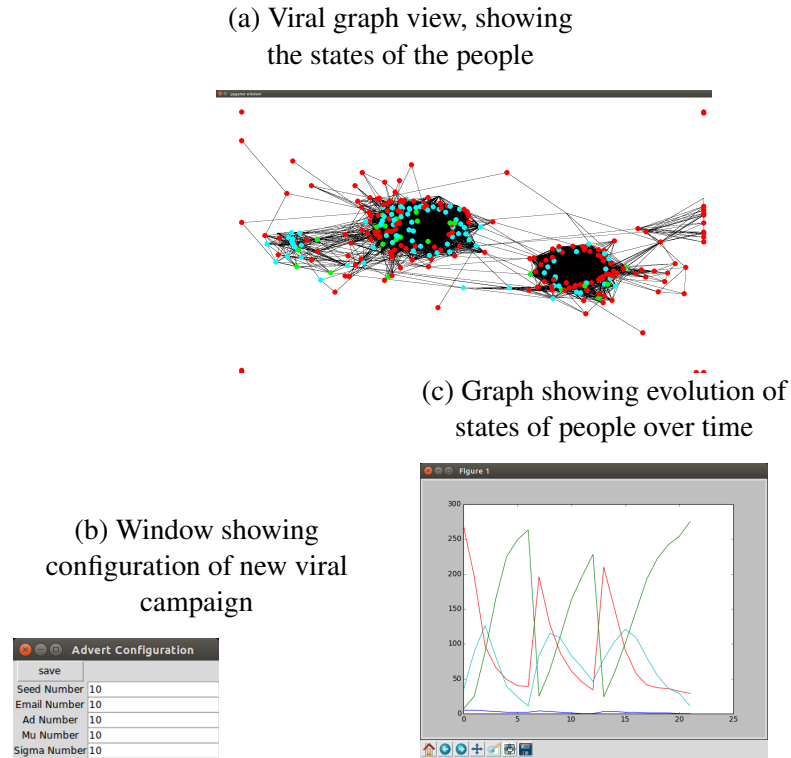 (a) Viral graph view, showing
the states of the people
pygame window
(c) Graph showing evolution of
states of people over time
Figure 1
300
250
200
150
100
50
0
0 5 10 15 20 25
(b) Window showing
configuration of new viral
campaign
Advert Configuration
save
Seed Number 10
Email Number 10
Ad Number 10
Mu Number 10
Sigma Number 10